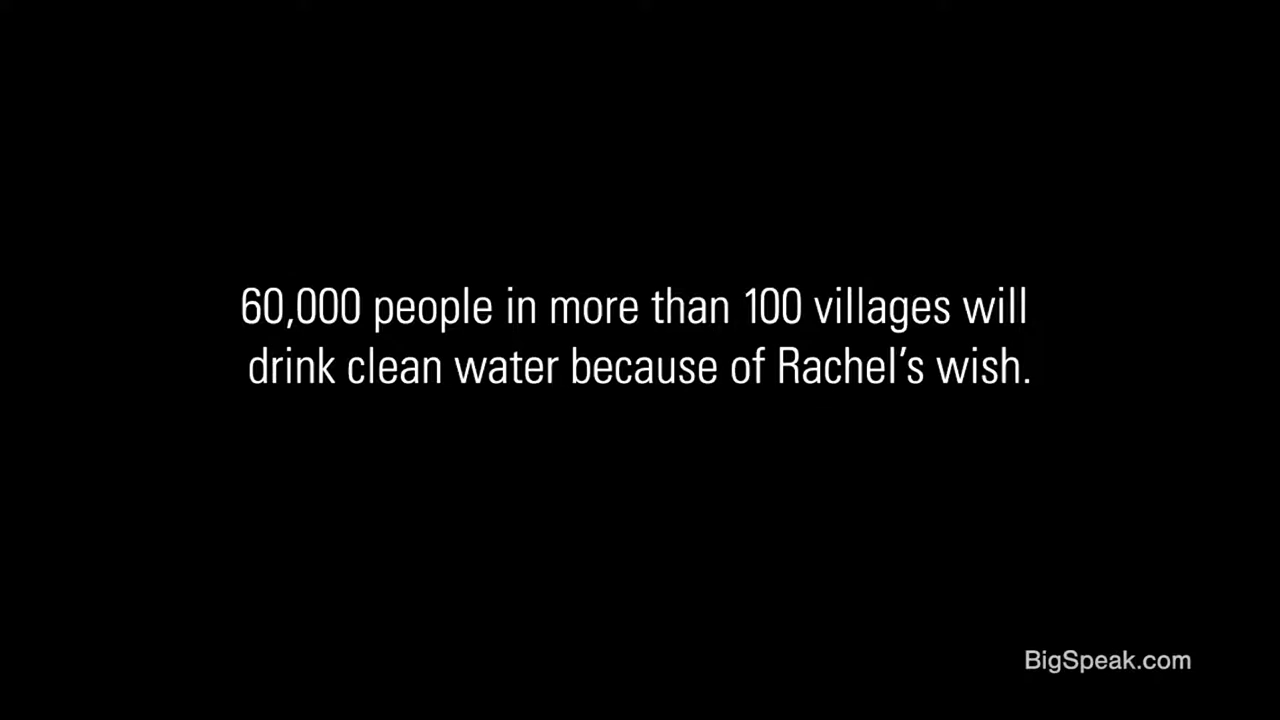 60,000 people in more than 100 villages will
drink clean water because of Rachel’s wish.
BigSpeak.com